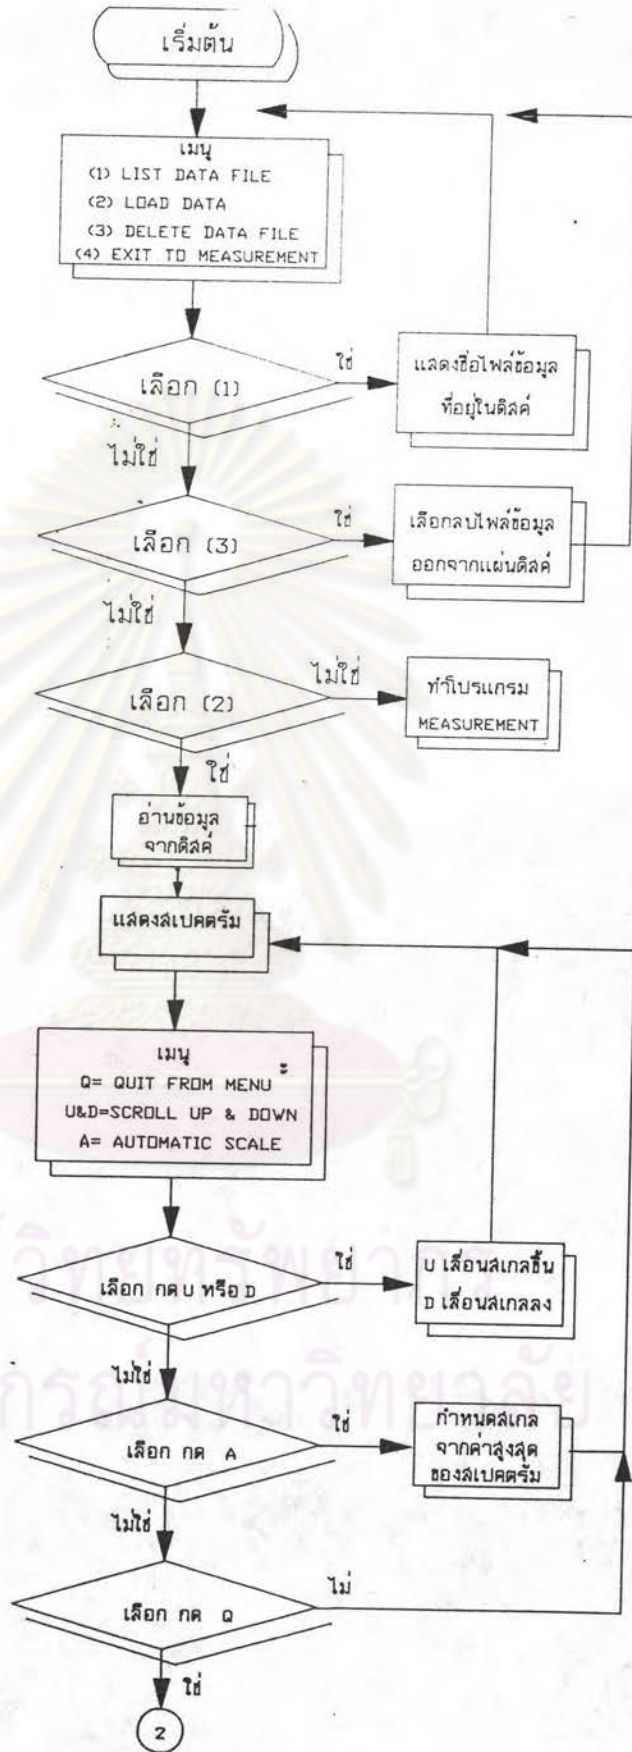 เริ่มต้น
เมนู
(1) LIST DATA FILE
(2) LOAD DATA
(3) DELETE DATA FILE
(4) EXIT TO MEASUREMENT
เลือก (1)
ใช่
แสดงชื่อไฟล์ข้อมูล
ที่อยู่ในดิสค์
ไม่ใช่
เลือก (3)
ใช่
เลือกลบไฟล์ข้อมูล
ออกจากแผ่นดิสค์
ไม่ใช่
เลือก (2)
ไม่ใช่
ทำโปรแกรม
MEASUREMENT
ใช่
อ่านข้อมูล
จากดิสค์
แสดงสเปคตรัม
เมนู
Q= QUIT FROM MENU
U&D=SCROLL UP & DOWN
A= AUTOMATIC SCALE
เลือก กด U หรือ D
ใช่
U เลื่อนสเกลขึ้น
D เลื่อนสเกลลง
ไม่ใช่
เลือก กด A
ใช่
กำหนดสเกล
จากค่าสูงสุด
ของสเปคตรัม
ไม่ใช่
เลือก กด Q
ไม่
ใช่
2